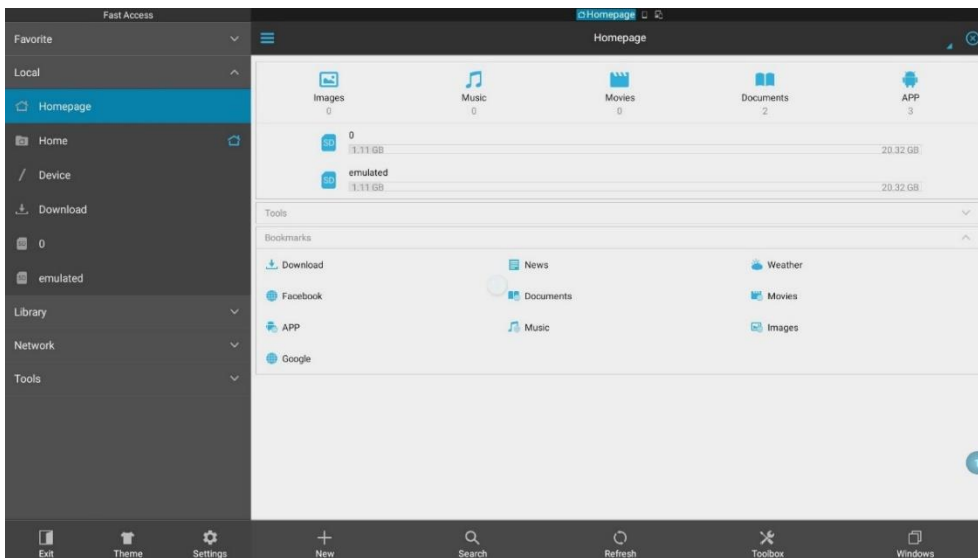 Fast Access
Homepage
Favorite
Homepage
Local
Homepage
Home
Device
Download
0
emulated
Library
Network
Tools
Images
0
Music
0
Movies
0
Documents
2
APP
3
SD
0
1.11 GB
20.32 GB
SD
emulated
1.11 GB
20.32 GB
Tools
Bookmarks
Download
News
Weather
Facebook
Documents
Movies
APP
Music
Images
Google
Exit
Theme
Settings
New
Search
Refresh
Toolbox
Windows